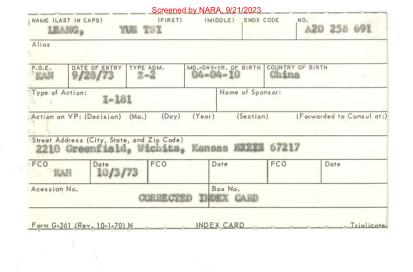 Screened by NARA, 9/21/2023
NAME (LAST IN CAPS) (FIRST) (MIDDLE) SNDX CODE NO.
LEANG, YUE TSI A20 258 691
Alias
P.O.E. DATE OF ENTRY TYPE ADM. MO.-DAY-YR. OF BIRTH COUNTRY OF BIRTH
KAN 9/28/73 Z-2 04-04-10 China
Type of Action: Name of Sponsor:
I-181
Action on VP: (Decision) (Mo.) (Day) (Year) (Section) (Forwarded to Consul at:)
Street Address (City, State, and Zip Code)
2210 Greenfield, Wichita, Kansas 67217
FCO Date FCO Date FCO Date
KAN 10/3/73
Acession No. Box No.
CORRECTED INDEX CARD
Form G-361 (Rev. 10-1-70) N INDEX CARD Triplicate